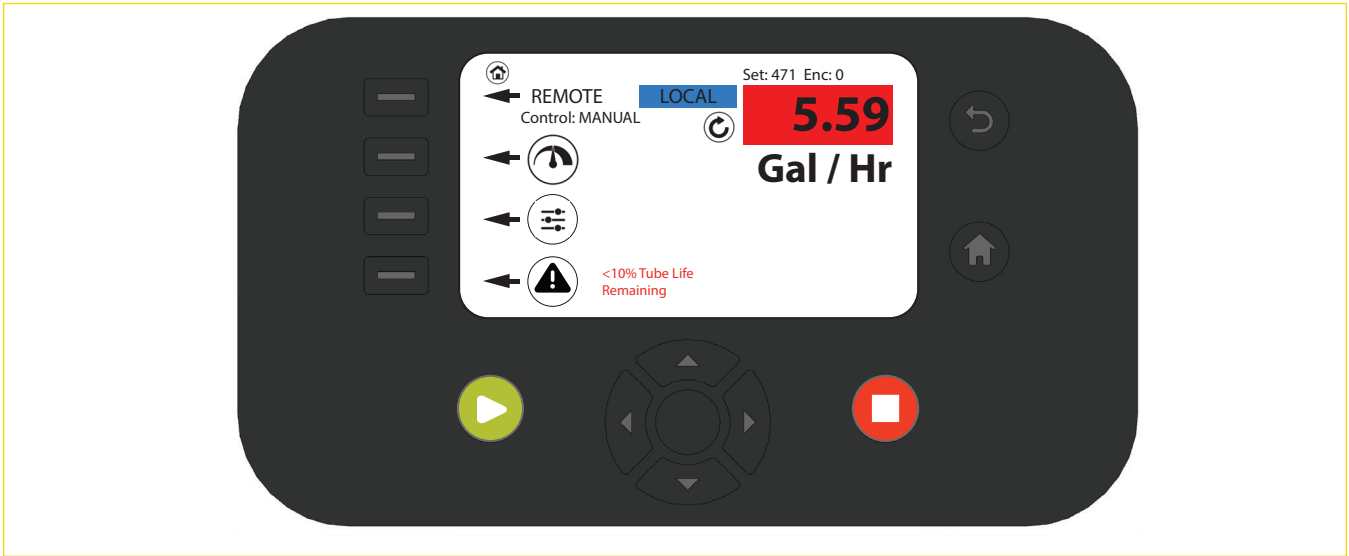 Set: 471 Enc: 0
REMOTE LOCAL 5.59
Control: MANUAL
Gal / Hr
<10% Tube Life
Remaining